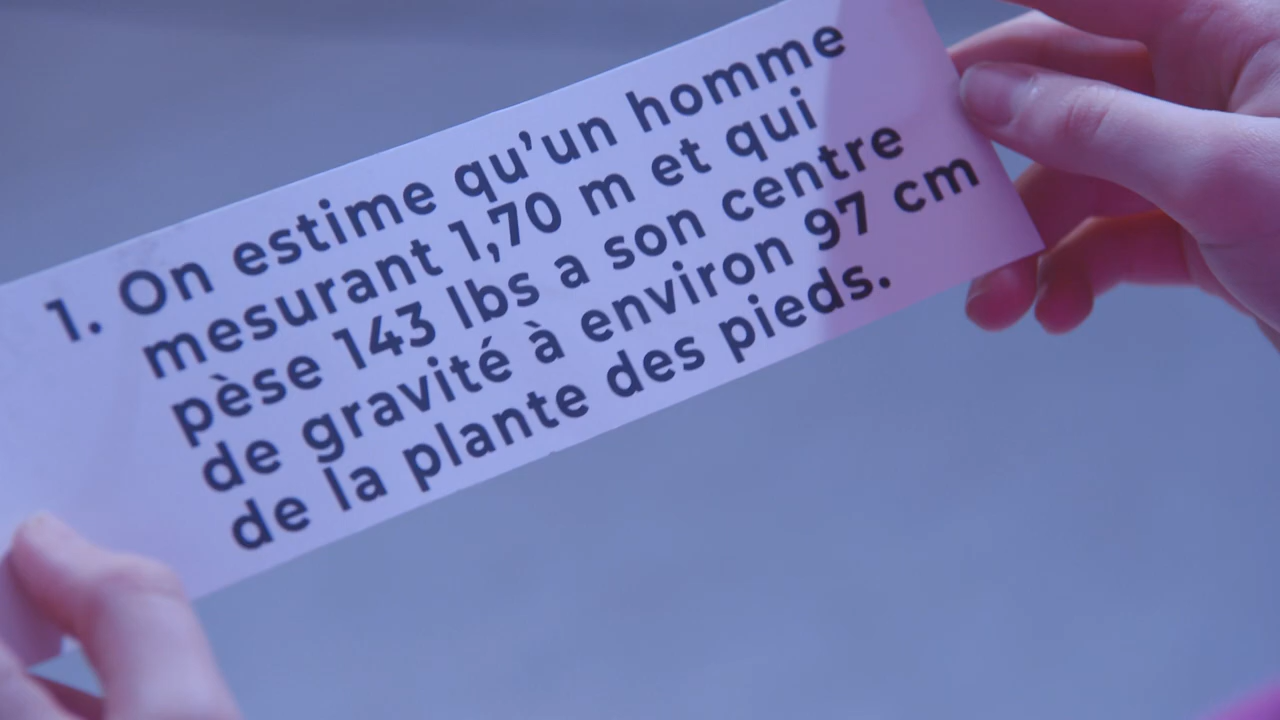 1. On estime qu'un homme
mesurant 1,70 m et qui
pèse 143 lbs a son centre
de gravité à environ 97 cm
de la plante des pieds.